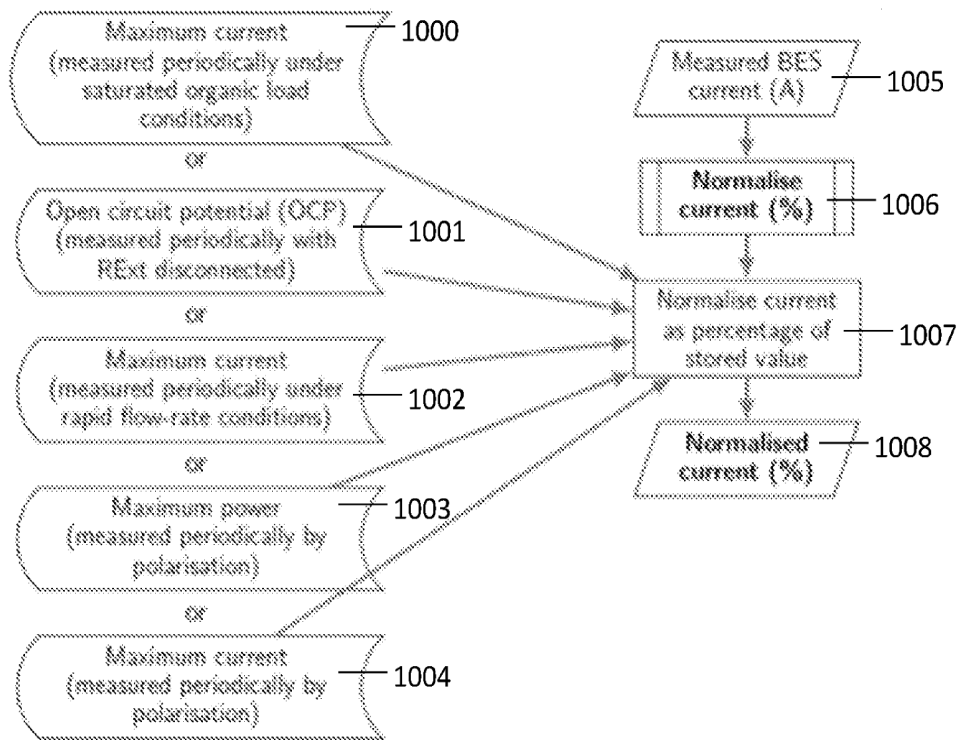 Maximum current
(measured periodically under
saturated organic load
conditions)
1000
or
Open circuit potential (OCP)
(measured periodically with
RExt disconnected)
1001
or
Maximum current
(measured periodically under
rapid flow-rate conditions)
1002
or
Maximum power
(measured periodically by
polarisation)
1003
or
Maximum current
(measured periodically by
polarisation)
1004
Measured BES
current (A)
1005
Normalise
current (%)
1006
Normalise current
as percentage of
stored value
1007
Normalised
current (%)
1008